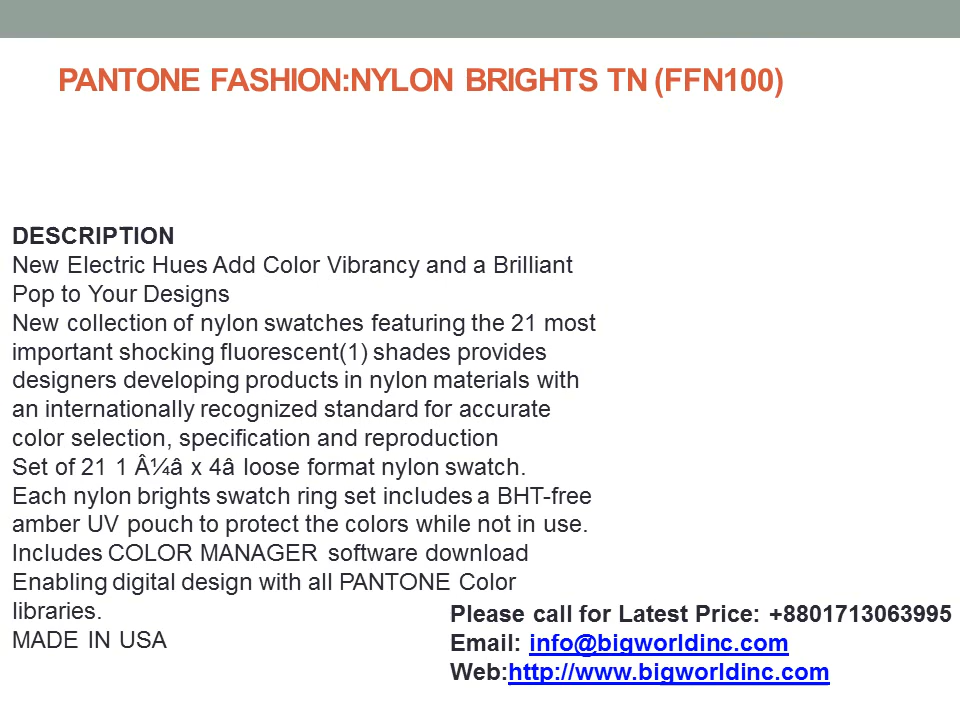 PANTONE FASHION:NYLON BRIGHTS TN (FFN100)
DESCRIPTION
New Electric Hues Add Color Vibrancy and a Brilliant
Pop to Your Designs
New collection of nylon swatches featuring the 21 most
important shocking fluorescent(1) shades provides
designers developing products in nylon materials with
an internationally recognized standard for accurate
color selection, specification and reproduction
Set of 21 1 Â¼â x 4â loose format nylon swatch.
Each nylon brights swatch ring set includes a BHT-free
amber UV pouch to protect the colors while not in use.
Includes COLOR MANAGER software download
Enabling digital design with all PANTONE Color
libraries.
MADE IN USA
Please call for Latest Price: +8801713063995
Email: info@bigworldinc.com
Web:http://www.bigworldinc.com